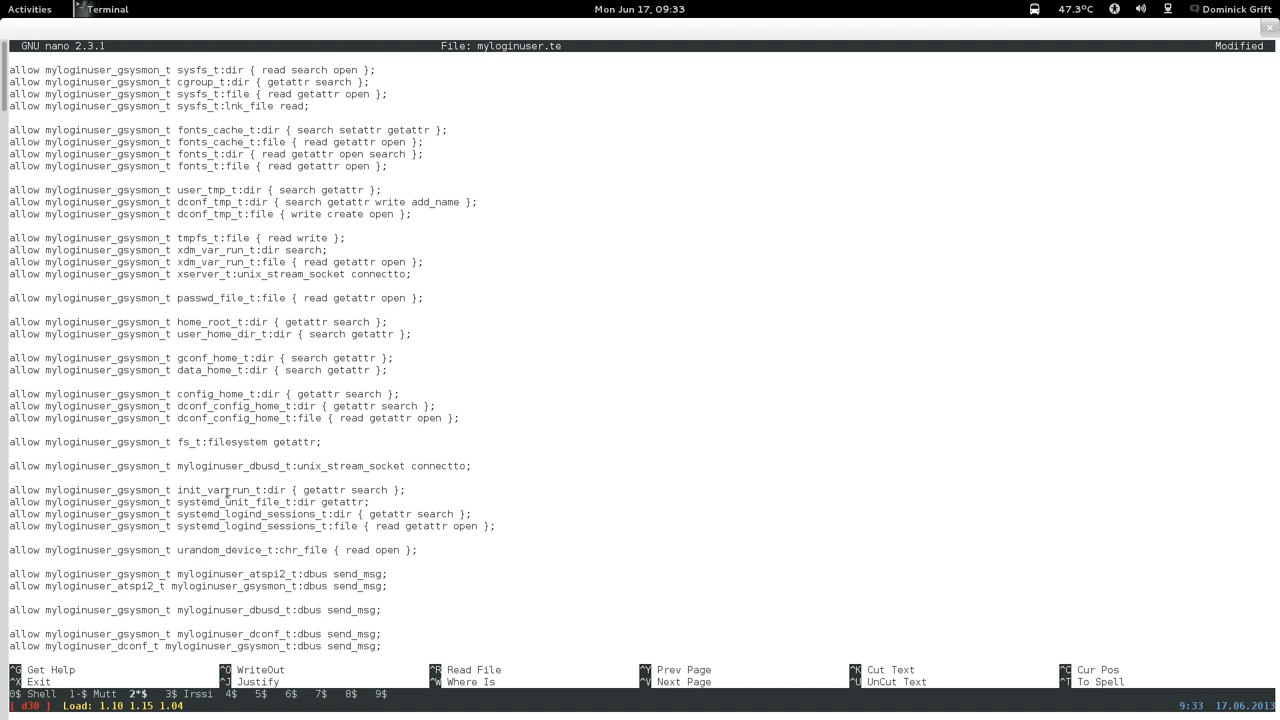 Activities Terminal Mon Jun 17, 09:33 47.3°C Dominick Grift
GNU nano 2.3.1 File: myloginuser.te Modified
allow myloginuser_gsysmon_t sysfs_t:dir { read search open };
allow myloginuser_gsysmon_t cgroup_t:dir { getattr search };
allow myloginuser_gsysmon_t sysfs_t:file { read getattr open };
allow myloginuser_gsysmon_t sysfs_t:lnk_file read;
allow myloginuser_gsysmon_t fonts_cache_t:dir { search setattr getattr };
allow myloginuser_gsysmon_t fonts_cache_t:file { read getattr open };
allow myloginuser_gsysmon_t fonts_t:dir { read getattr open search };
allow myloginuser_gsysmon_t fonts_t:file { read getattr open };
allow myloginuser_gsysmon_t user_tmp_t:dir { search getattr };
allow myloginuser_gsysmon_t dconf_tmp_t:dir { search getattr write add_name };
allow myloginuser_gsysmon_t dconf_tmp_t:file { write create open };
allow myloginuser_gsysmon_t tmpfs_t:file { read write };
allow myloginuser_gsysmon_t xdm_var_run_t:dir search;
allow myloginuser_gsysmon_t xdm_var_run_t:file { read getattr open };
allow myloginuser_gsysmon_t xserver_t:unix_stream_socket connectto;
allow myloginuser_gsysmon_t passwd_file_t:file { read getattr open };
allow myloginuser_gsysmon_t home_root_t:dir { getattr search };
allow myloginuser_gsysmon_t user_home_dir_t:dir { search getattr };
allow myloginuser_gsysmon_t gconf_home_t:dir { search getattr };
allow myloginuser_gsysmon_t data_home_t:dir { search getattr };
allow myloginuser_gsysmon_t config_home_t:dir { getattr search };
allow myloginuser_gsysmon_t dconf_config_home_t:dir { getattr search };
allow myloginuser_gsysmon_t dconf_config_home_t:file { read getattr open };
allow myloginuser_gsysmon_t fs_t:filesystem getattr;
allow myloginuser_gsysmon_t myloginuser_dbusd_t:unix_stream_socket connectto;
allow myloginuser_gsysmon_t init_var_run_t:dir { getattr search };
allow myloginuser_gsysmon_t systemd_unit_file_t:dir getattr;
allow myloginuser_gsysmon_t systemd_logind_sessions_t:dir { getattr search };
allow myloginuser_gsysmon_t systemd_logind_sessions_t:file { read getattr open };
allow myloginuser_gsysmon_t urandom_device_t:chr_file { read open };
allow myloginuser_gsysmon_t myloginuser_atspi2_t:dbus send_msg;
allow myloginuser_atspi2_t myloginuser_gsysmon_t:dbus send_msg;
allow myloginuser_gsysmon_t myloginuser_dbusd_t:dbus send_msg;
allow myloginuser_gsysmon_t myloginuser_dconf_t:dbus send_msg;
allow myloginuser_dconf_t myloginuser_gsysmon_t:dbus send_msg;
^G Get Help ^O WriteOut ^R Read File ^Y Prev Page ^K Cut Text ^C Cur Pos
^X Exit ^J Justify ^W Where Is ^V Next Page ^U UnCut Text ^T To Spell
0$ Shell 1-$ Mutt 2*$ 3$ Irssi 4$ 5$ 6$ 7$ 8$ 9$
[ d30 ] Load: 1.10 1.15 1.04 9:33 17.06.2013